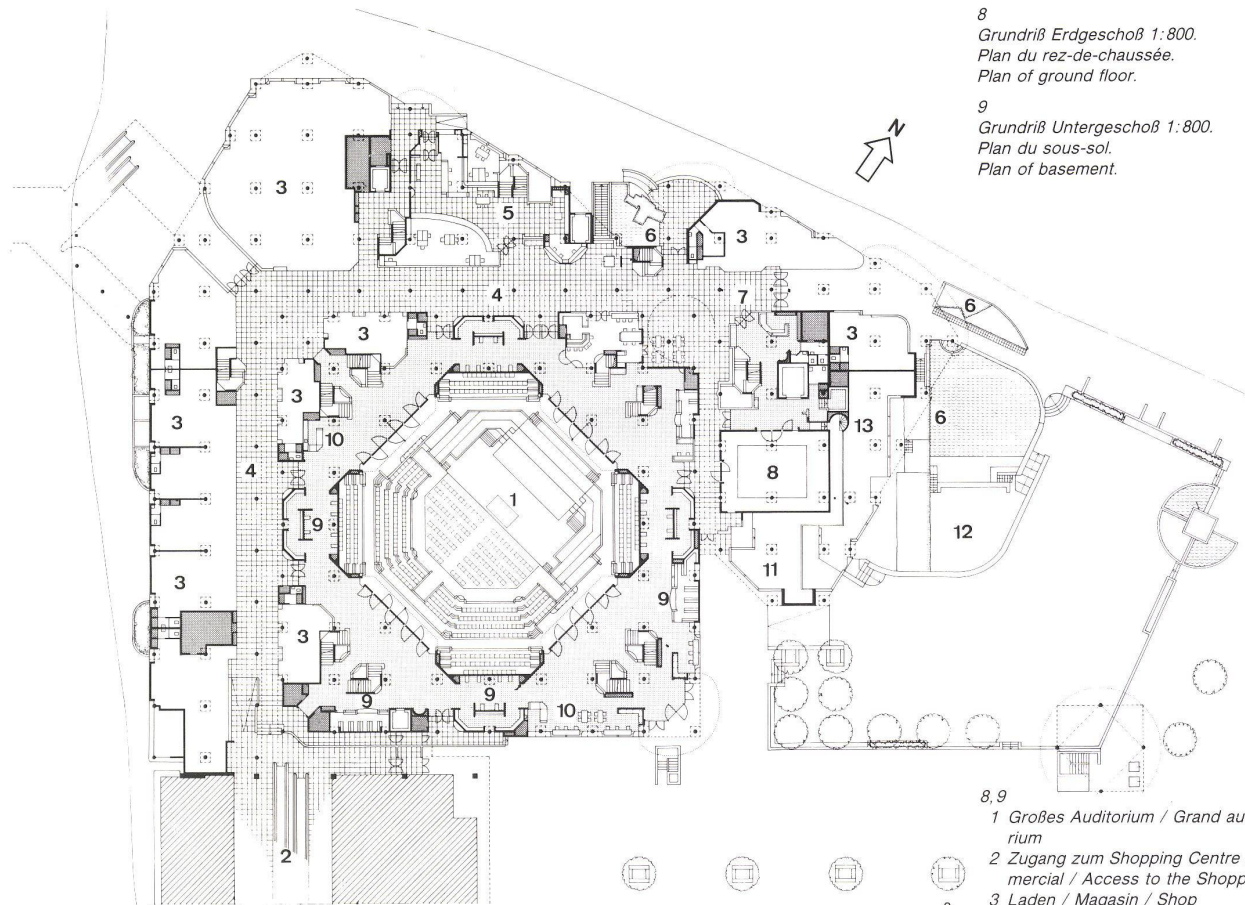 8
Grundriß Erdgeschoß 1:800.
Plan du rez-de-chaussée.
Plan of ground floor.
9
Grundriß Untergeschoß 1:800.
Plan du sous-sol.
Plan of basement.
N
3
5
6
3
4
7
6
3
3
3
10
13
6
3
4
1
8
9
12
3
11
9
3
9
9
10
2
8,9
1 Großes Auditorium / Grand au
rium
2 Zugang zum Shopping Centre
mercial / Access to the Shopp
3 Laden / Magasin / Shop